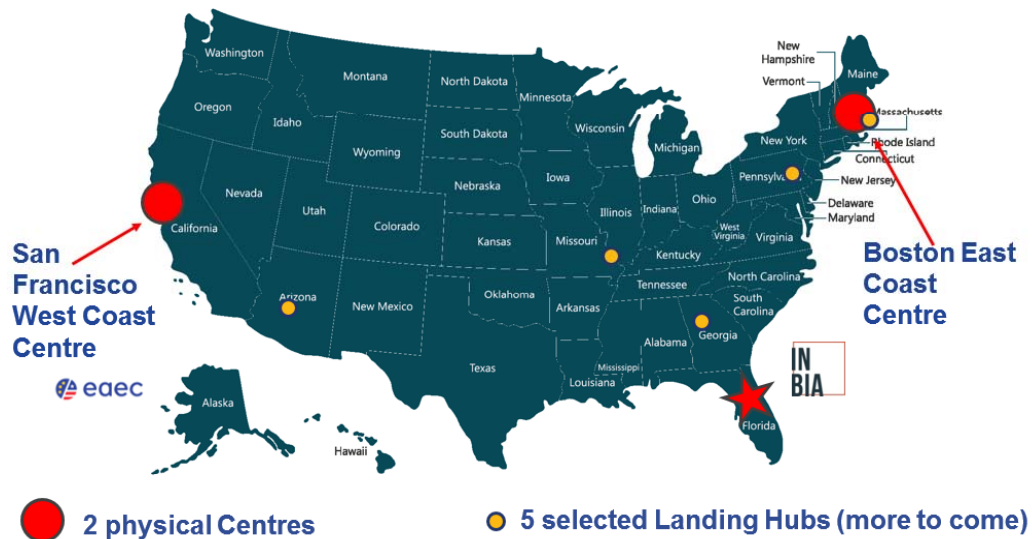 Washington
Montana
North Dakota
Minnesota
New
Hampshire
Vermont
Maine
Oregon
Idaho
South Dakota
Wisconsin
Massachusetts
Wyoming
Michigan
New York
Rhode Island
Connecticut
Nebraska
Iowa
Pennsylva
New Jersey
Nevada
Utah
Illinois
Indiana
Ohio
Delaware
Maryland
California
Colorado
Kansas
Missouri
West
Virginia
Virginia
Kentucky
San
Francisco
West Coast
Centre
Boston East
Coast
Centre
North Carolina
Tennessee
Arizona
New Mexico
Oklahoma
Arkansas
South
Carolina
Georgia
Alabama
Mississippi
Texas
Louisiana
IN
BIA
eaec
Alaska
Florida
Hawaii
2 physical Centres
5 selected Landing Hubs (more to come)